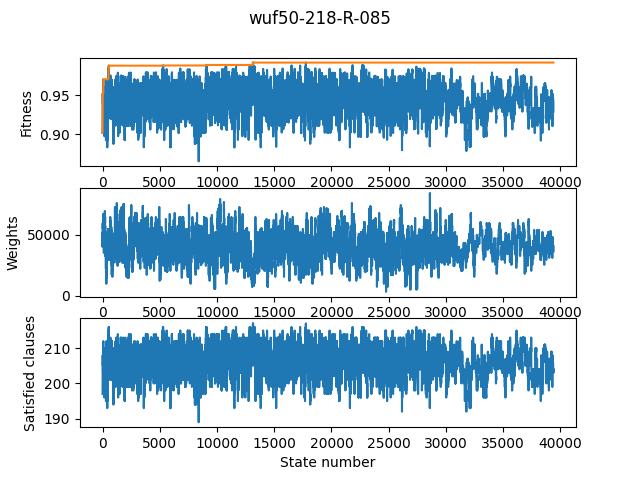 wuf50-218-R-085
0.95
0.90
Fitness
0 5000 10000 15000 20000 25000 30000 35000 40000
50000
0
Weights
0 5000 10000 15000 20000 25000 30000 35000 40000
210
200
190
Satisfied clauses
0 5000 10000 15000 20000 25000 30000 35000 40000
State number